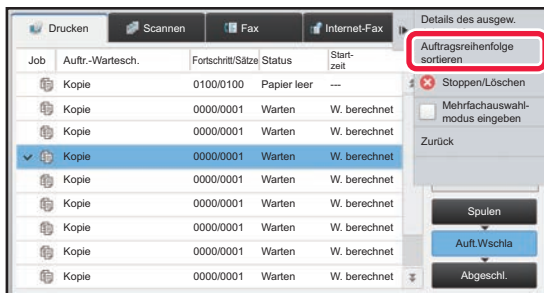 Drucken Scannen Fax Internet-Fax
Job Auftr.-Wartesch. Fortschritt/Sätze Status Start-
zeit
Kopie 0100/0100 Papier leer ---
Kopie 0000/0001 Warten W. berechnet
Kopie 0000/0001 Warten W. berechnet
Kopie 0000/0001 Warten W. berechnet
Kopie 0000/0001 Warten W. berechnet
Kopie 0000/0001 Warten W. berechnet
Kopie 0000/0001 Warten W. berechnet
Kopie 0000/0001 Warten W. berechnet
Kopie 0000/0001 Warten W. berechnet
Details des ausgew.
Auftragsreihenfolge
sortieren
Stoppen/Löschen
Mehrfachauswahl-
modus eingeben
Zurück
Spulen
Auft.Wschla
Abgeschl.